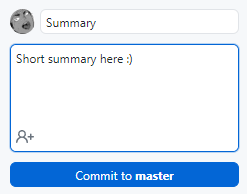 Summary
Short summary here :)
Commit to master